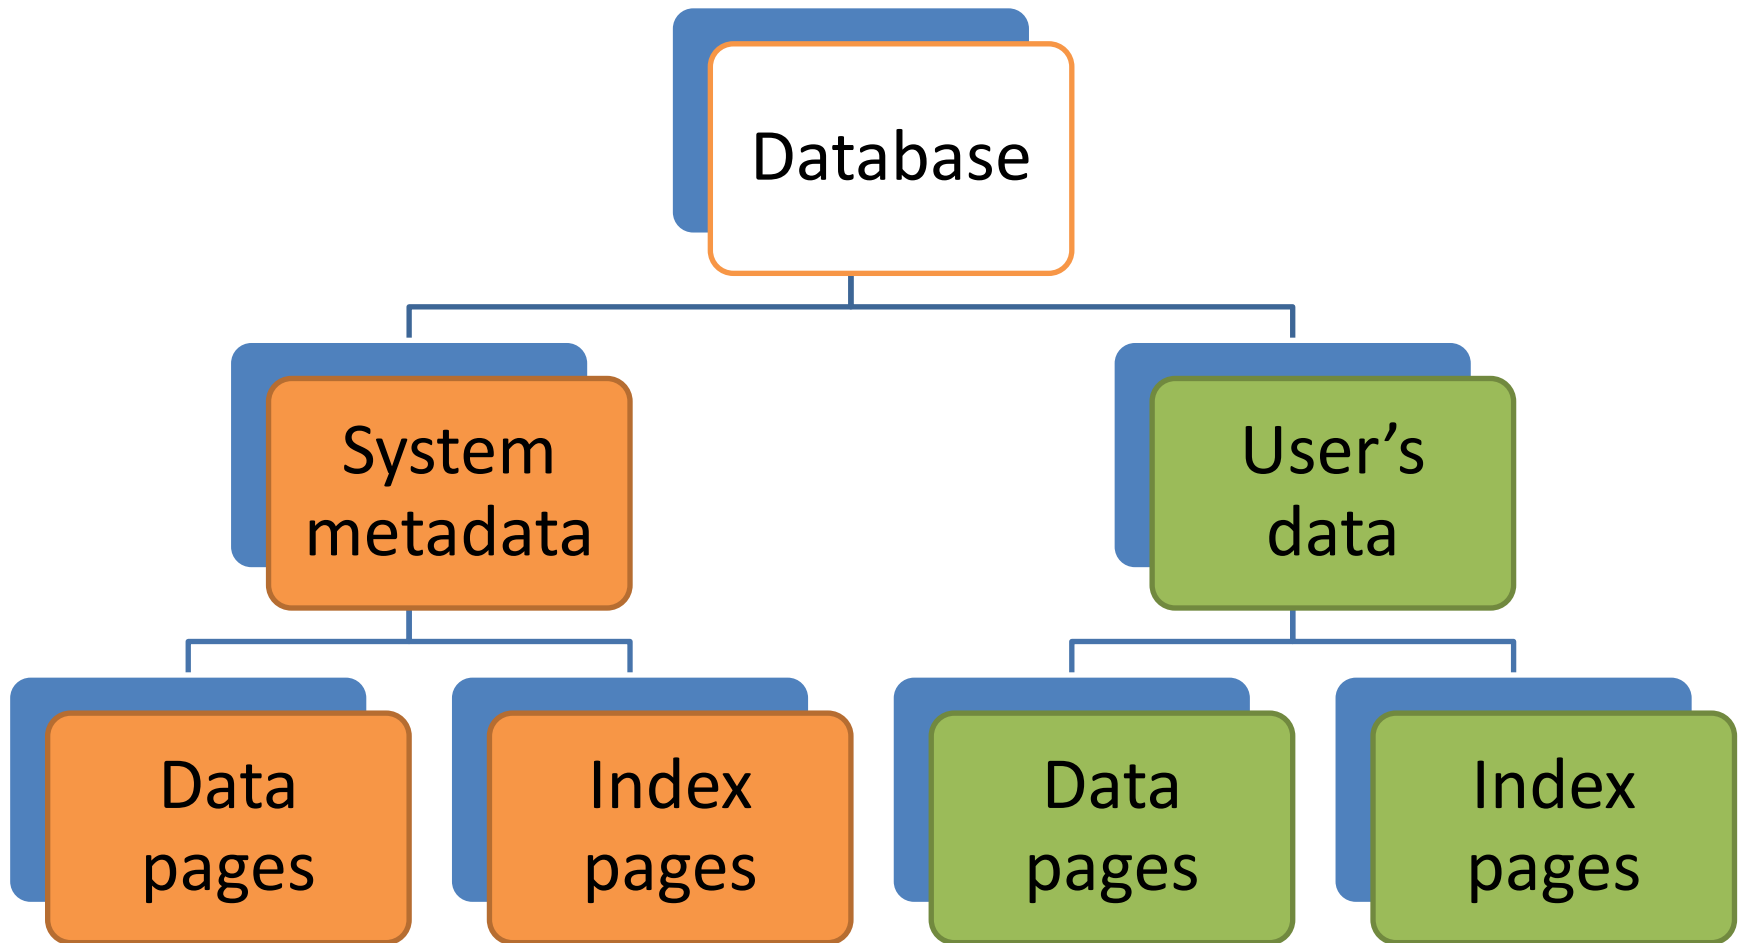 Database
System
metadata
User’s
data
Data
pages
Index
pages
Data
pages
Index
pages